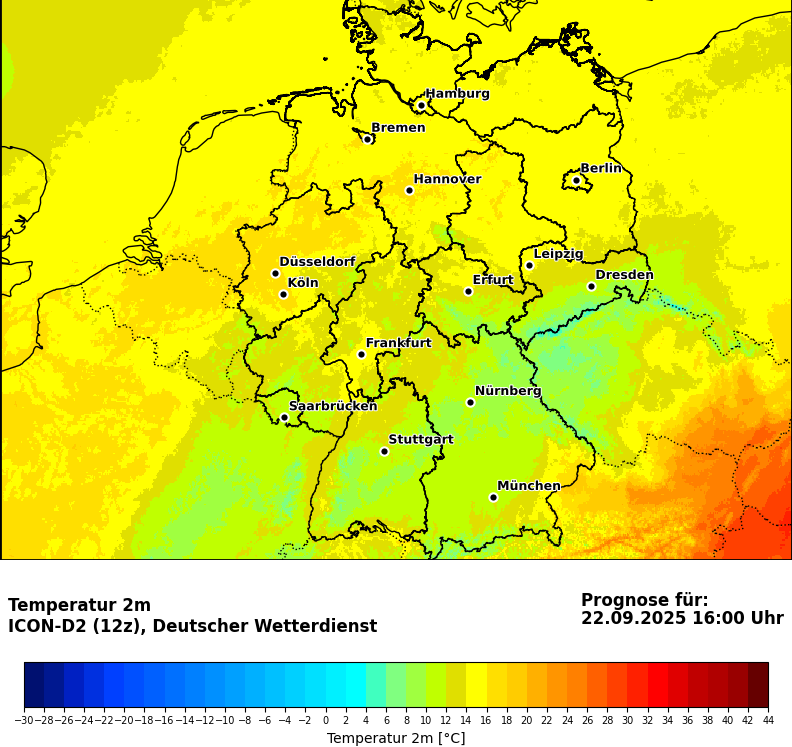 Hamburg
Bremen
Berlin
Hannover
Leipzig
Düsseldorf
Dresden
Köln
Erfurt
Frankfurt
Nürnberg
Saarbrücken
Stuttgart
München
Temperatur 2m
ICON-D2 (12z), Deutscher Wetterdienst
Prognose für:
22.09.2025 16:00 Uhr
−30 −28 −26 −24 −22 −20 −18 −16 −14 −12 −10 −8 −6 −4 −2 0 2 4 6 8 10 12 14 16 18 20 22 24 26 28 30 32 34 36 38 40 42 44
Temperatur 2m [°C]